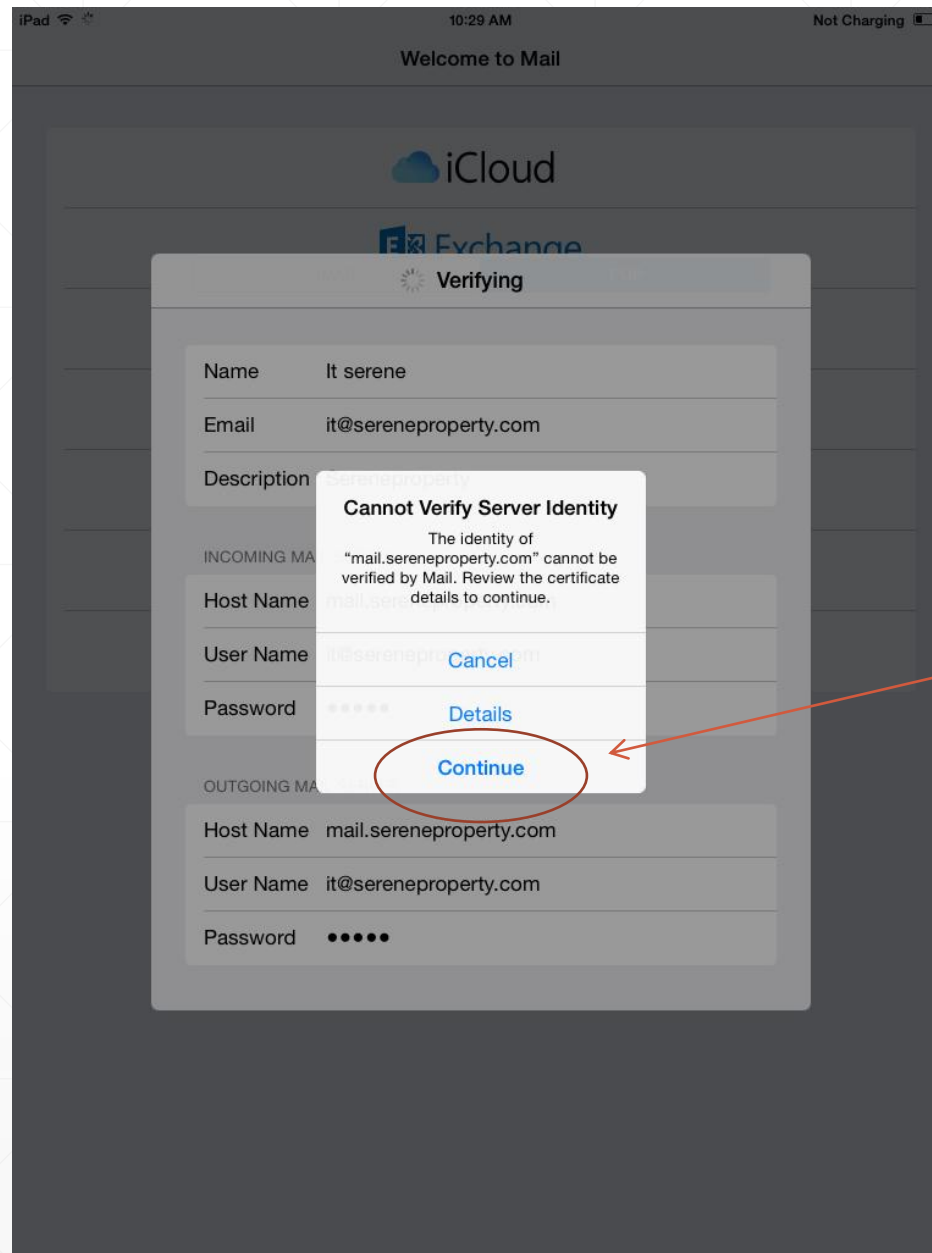 iPad 10:29 AM Not Charging
Welcome to Mail
iCloud
Exchange
Verifying
Name It serene
Email it@sereneproperty.com
Description Sereneproperty
Cannot Verify Server Identity
The identity of
“mail.sereneproperty.com” cannot be
verified by Mail. Review the certificate
details to continue.
INCOMING MA
Host Name
User Name
Cancel
Password •••••
Details
Continue
OUTGOING MA
Host Name mail.sereneproperty.com
User Name it@sereneproperty.com
Password •••••